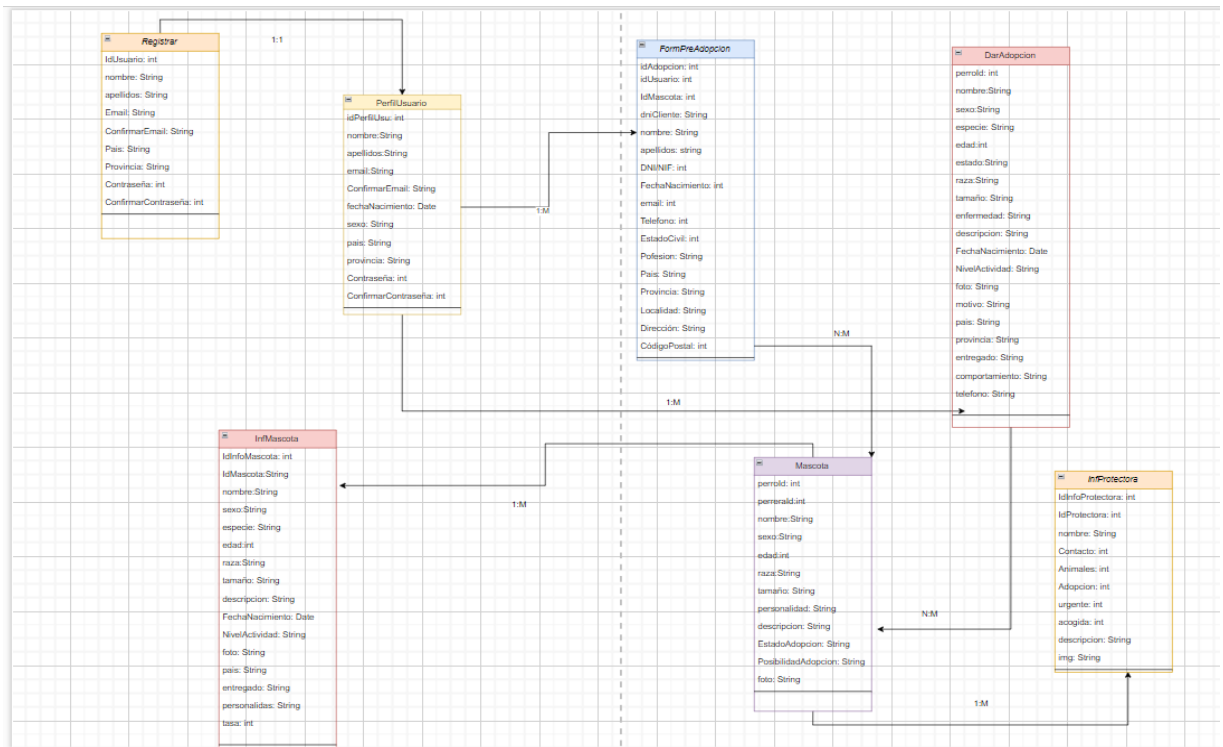 Registrar
IdUsuario: int
nombre: String
apellidos: String
Email: String
ConfirmarEmail: String
Pais: String
Provincia: String
Contraseña: int
ConfirmarContraseña: int
1:1
PerfilUsuario
idPerfilUsu: int
nombre:String
apellidos:String
email:String
ConfirmarEmail: String
fechaNacimiento: Date
sexo: String
pais: String
provincia: String
Contraseña: int
ConfirmarContraseña: int
1:M
FormPreAdopcion
idAdopcion: int
idUsuario: int
IdMascota: int
dniCliente: String
nombre: String
apellidos: string
DNI/NIF: int
FechaNacimiento: int
email: int
Telefono: int
EstadoCivil: int
Pofesion: String
Pais: String
Provincia: String
Localidad: String
Dirección: String
CódigoPostal: int
N:M
DarAdopcion
perroId: int
nombre:String
sexo:String
especie: String
edad:int
estado:String
raza:String
tamaño: String
enfermedad: String
descripcion: String
FechaNacimiento: Date
NivelActividad: String
foto: String
motivo: String
pais: String
provincia: String
entregado: String
comportamiento: String
telefono: String
1:M
InfMascota
IdInfoMascota: int
IdMascota:String
nombre:String
sexo:String
especie: String
edad:int
raza:String
tamaño: String
descripcion: String
FechaNacimiento: Date
NivelActividad: String
foto: String
pais: String
entregado: String
personalidas: String
tasa: int
1:M
Mascota
perroId: int
perreraId:int
nombre:String
sexo:String
edad:int
raza:String
tamaño: String
personalidad: String
descripcion: String
EstadoAdopcion: String
PosibilidadAdopcion: String
foto: String
N:M
InfProtectora
IdInfoProtectora: int
IdProtectora: int
nombre: String
Contacto: int
Animales: int
Adopcion: int
urgente: int
acogida: int
descripcion: String
img: String
1:M